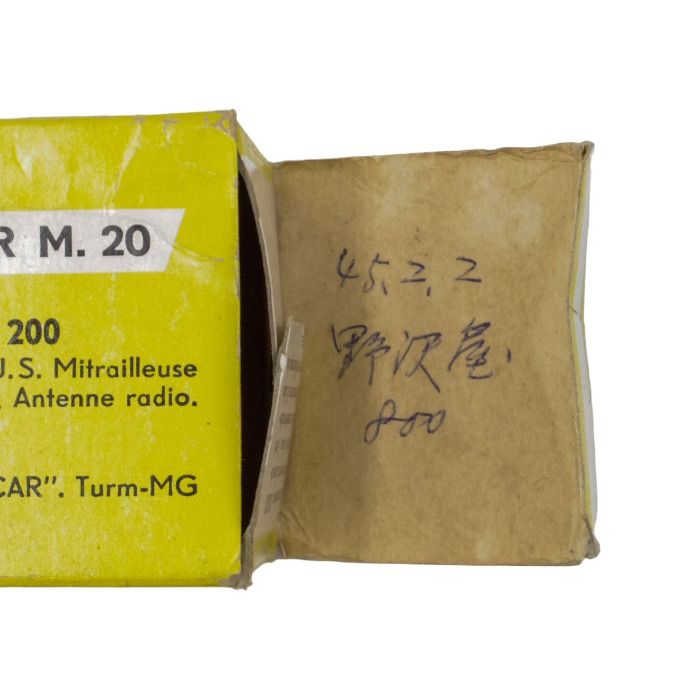 R M. 20
200
U.S. Mitrailleuse
Antenne radio.
CAR". Turm-MG
45, 2, 2
野沢屋.
800